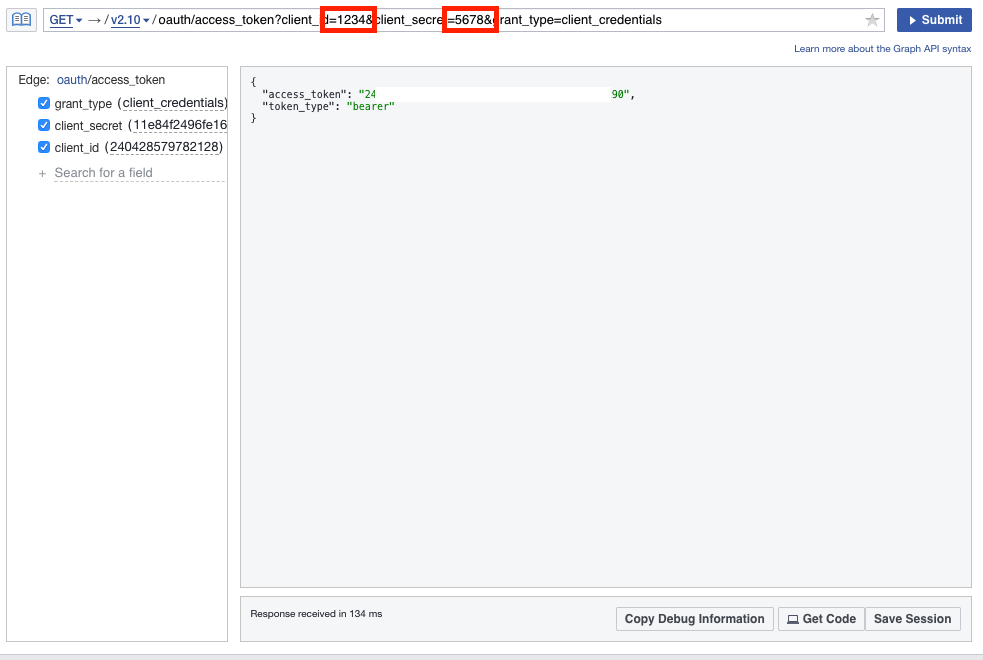 GET → / v2.10 / oauth/access_token?client_id=1234&client_secre=5678&grant_type=client_credentials
Submit
Learn more about the Graph API syntax
Edge: oauth/access_token
grant_type (client_credentials)
client_secret (11e84f2496fe16
client_id (240428579782128)
+ Search for a field
{
"access_token": "24 90",
"token_type": "bearer"
}
Response received in 134 ms
Copy Debug Information
Get Code
Save Session